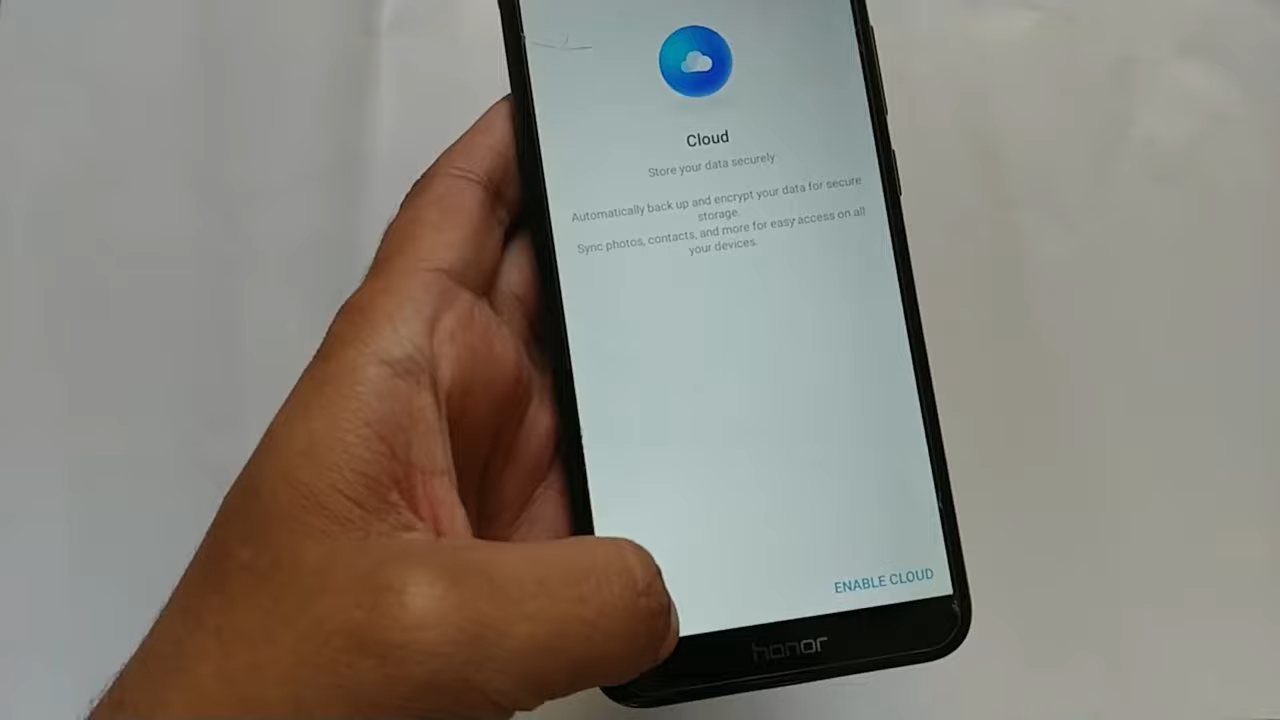 Cloud
Store your data securely
Automatically back up and encrypt your data for secure
storage.
Sync photos, contacts, and more for easy access on all
your devices.
ENABLE CLOUD
honor